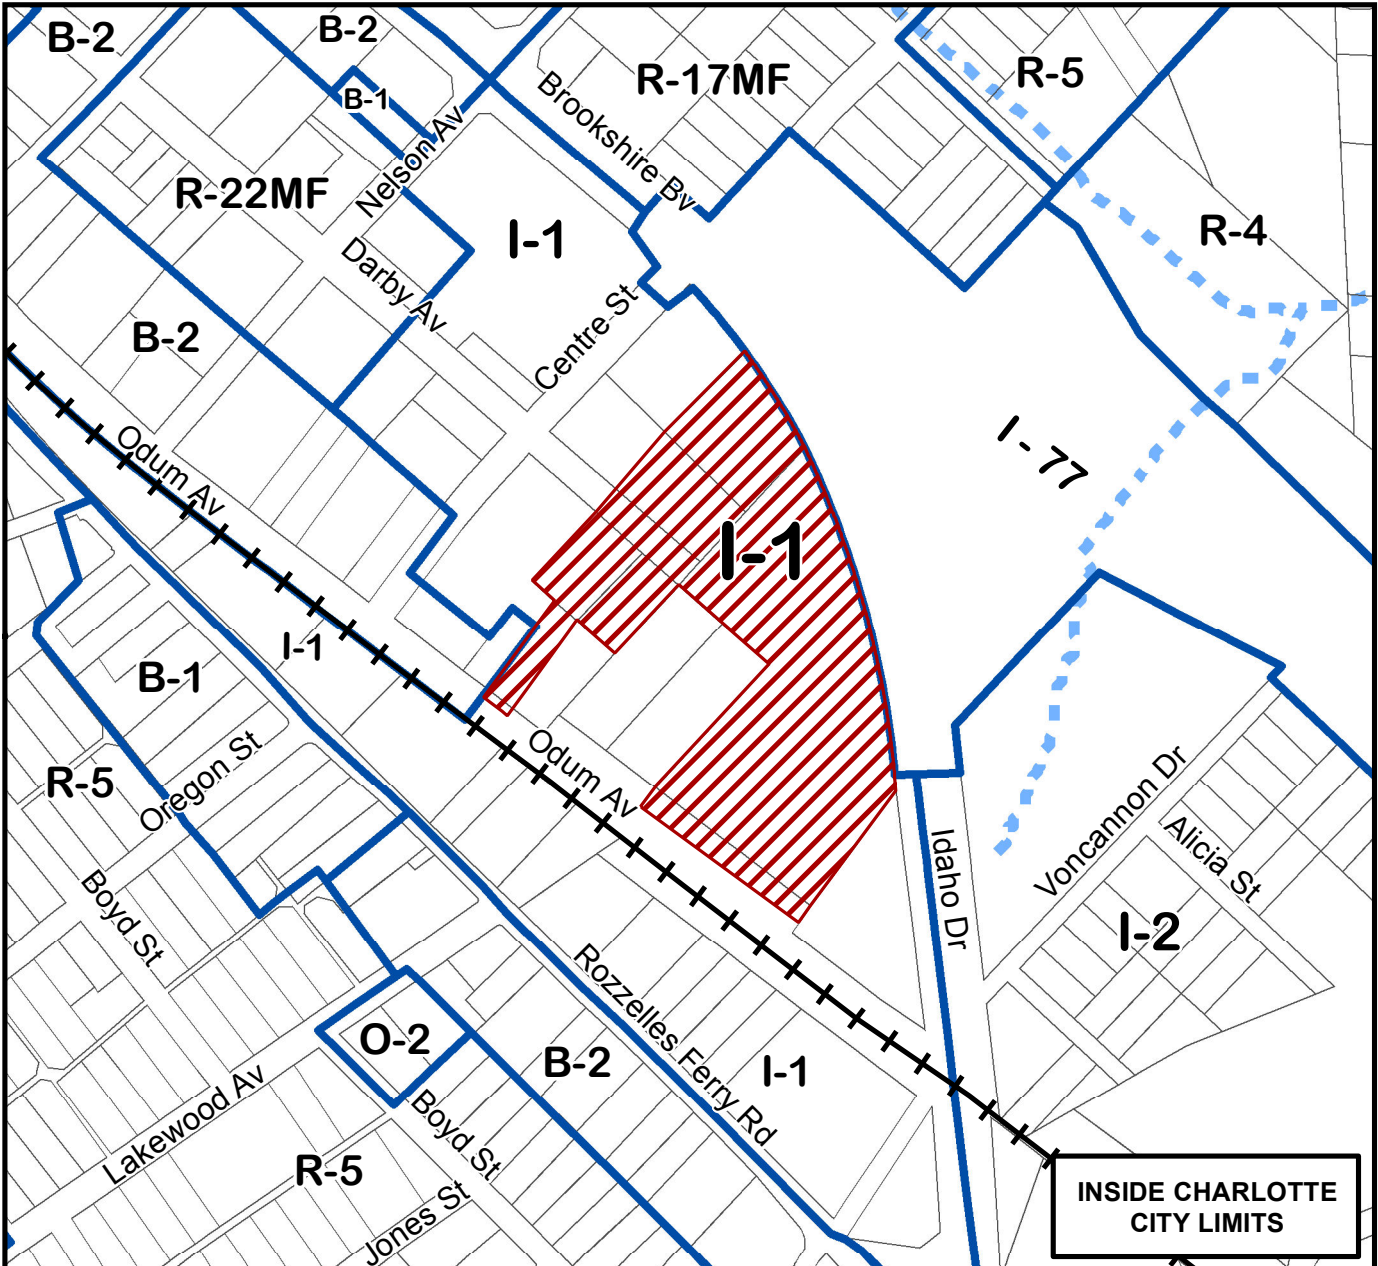 B-2
B-2
R-17MF
R-5
B-1
Brookshire Bv
Nelson Av
R-22MF
I-1
R-4
Darby Av
Centre St
B-2
I - 77
Odum Av
I-1
I-1
B-1
Odum Av
R-5
Oregon St
Voncannon Dr
Alicia St
Idaho Dr
Boyd St
I-2
Rozzelles Ferry Rd
O-2
B-2
I-1
Lakewood Av
Boyd St
R-5
Jones St
INSIDE CHARLOTTE
CITY LIMITS